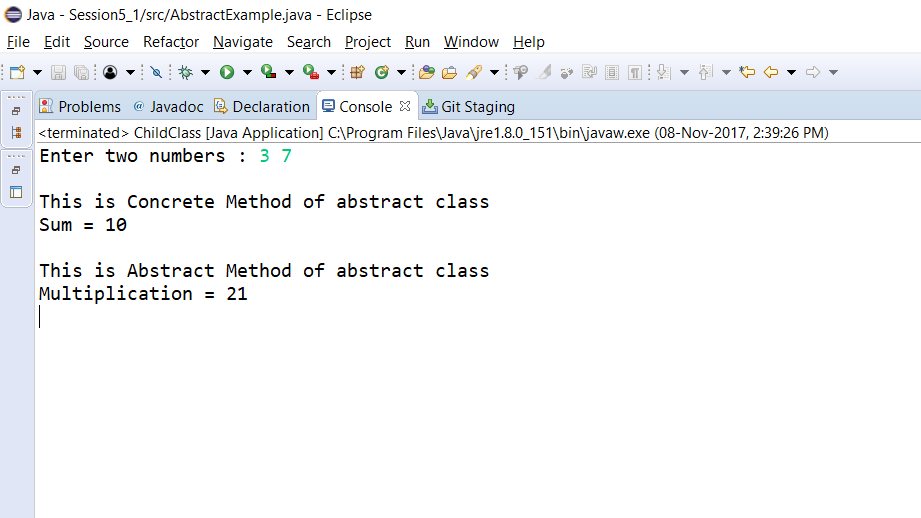 Java - Session5_1/src/AbstractExample.java - Eclipse
File Edit Source Refactor Navigate Search Project Run Window Help
Problems @ Javadoc Declaration Console Git Staging
<terminated> ChildClass [Java Application] C:\Program Files\Java\jre1.8.0_151\bin\javaw.exe (08-Nov-2017, 2:39:26 PM)
Enter two numbers : 3 7
This is Concrete Method of abstract class
Sum = 10
This is Abstract Method of abstract class
Multiplication = 21